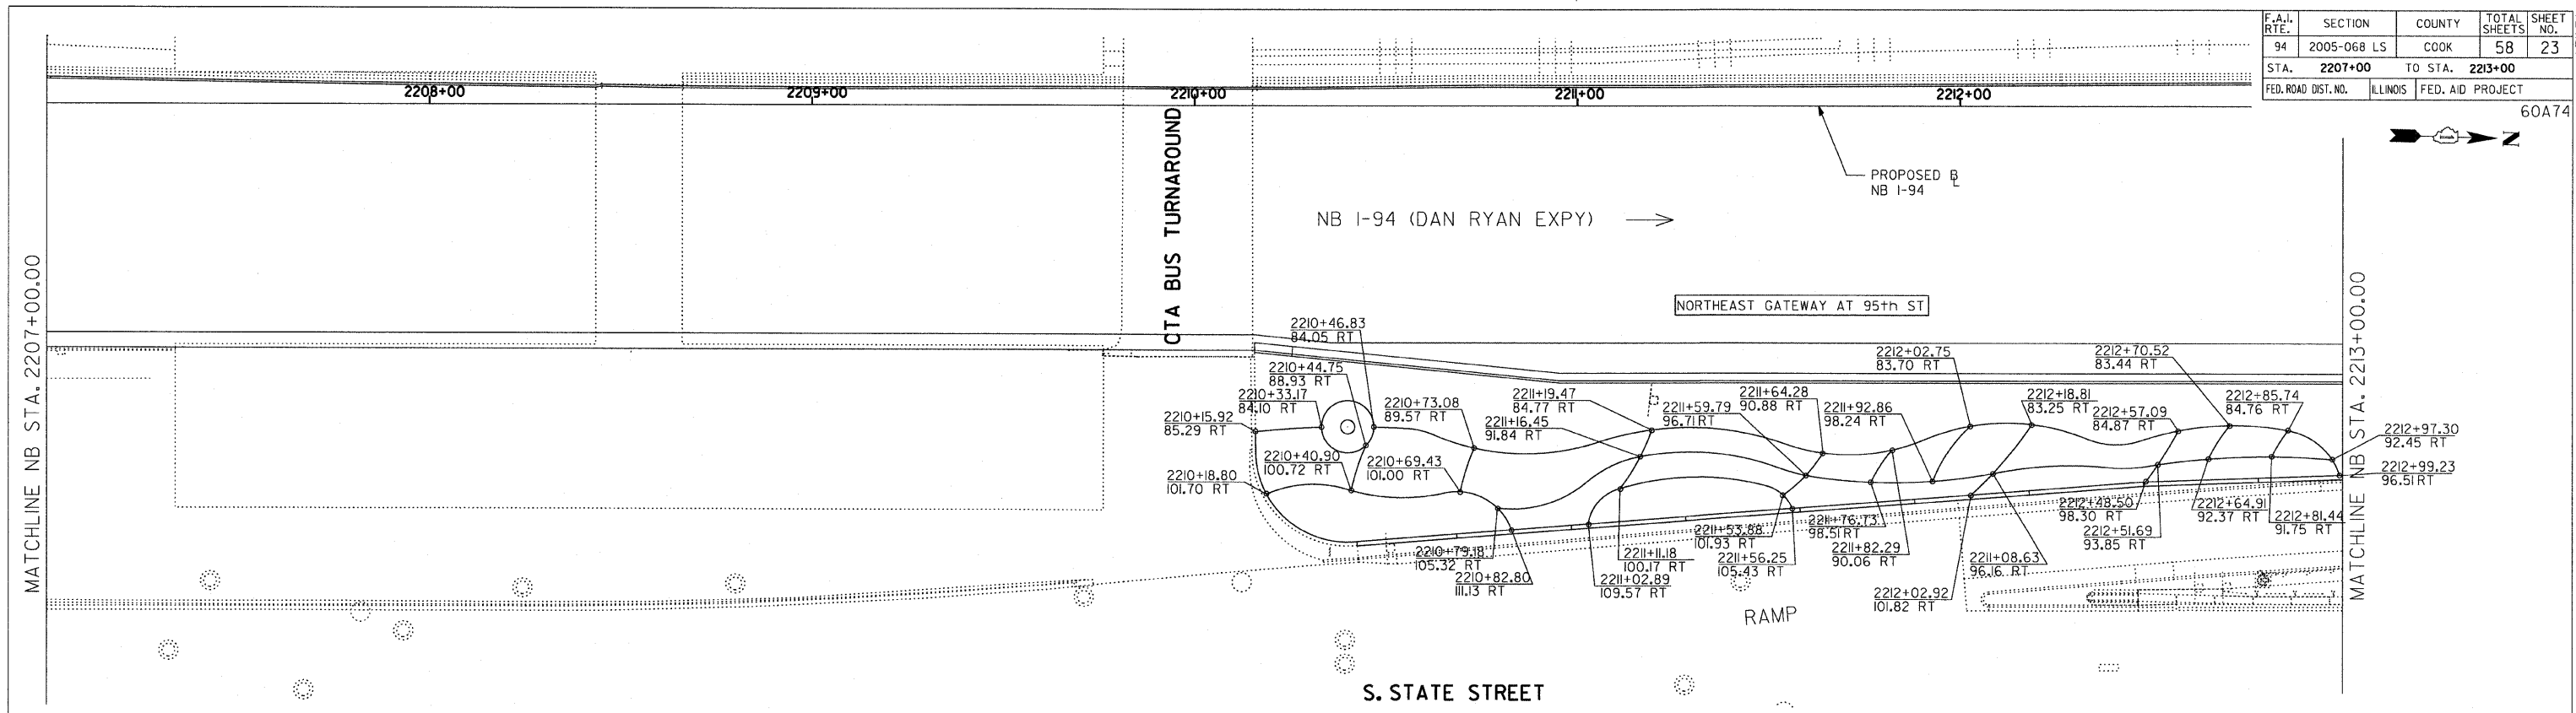 F.A.I. RTE. SECTION COUNTY TOTAL SHEETS SHEET NO.
94 2005-068 LS COOK 58 23
STA. 2207+00 TO STA. 2213+00
FED. ROAD DIST. NO. ILLINOIS FED. AID PROJECT
60A74
N
2208+00 2209+00 2210+00 2211+00 2212+00
CTA BUS TURNAROUND
PROPOSED BL
NB I-94
NB I-94 (DAN RYAN EXPY)
MATCHLINE NB STA. 2207+00.00
MATCHLINE NB STA. 2213+00.00
NORTHEAST GATEWAY AT 95th ST
2210+46.83
84.05 RT
2210+44.75
88.93 RT
2210+33.17
84.10 RT
2210+15.92
85.29 RT
2210+18.80
101.70 RT
2210+40.90
100.72 RT
2210+73.08
89.57 RT
2210+69.43
101.00 RT
2211+19.47
84.77 RT
2211+16.45
91.84 RT
2211+64.28
90.88 RT
2211+59.79
96.71 RT
2211+92.86
98.24 RT
2212+02.75
83.70 RT
2212+18.81
83.25 RT
2212+70.52
83.44 RT
2212+57.09
84.87 RT
2212+85.74
84.76 RT
2212+97.30
92.45 RT
2212+99.23
96.51 RT
2210+79.18
105.32 RT
2210+82.80
111.13 RT
2211+02.89
109.57 RT
2211+11.18
100.17 RT
2211+53.88
101.93 RT
2211+56.25
105.43 RT
2211+76.73
98.51 RT
2211+82.29
90.06 RT
2212+02.92
101.82 RT
2211+08.63
96.16 RT
2212+48.50
98.30 RT
2212+51.69
93.85 RT
2212+64.91
92.37 RT
2212+81.44
91.75 RT
RAMP
S. STATE STREET